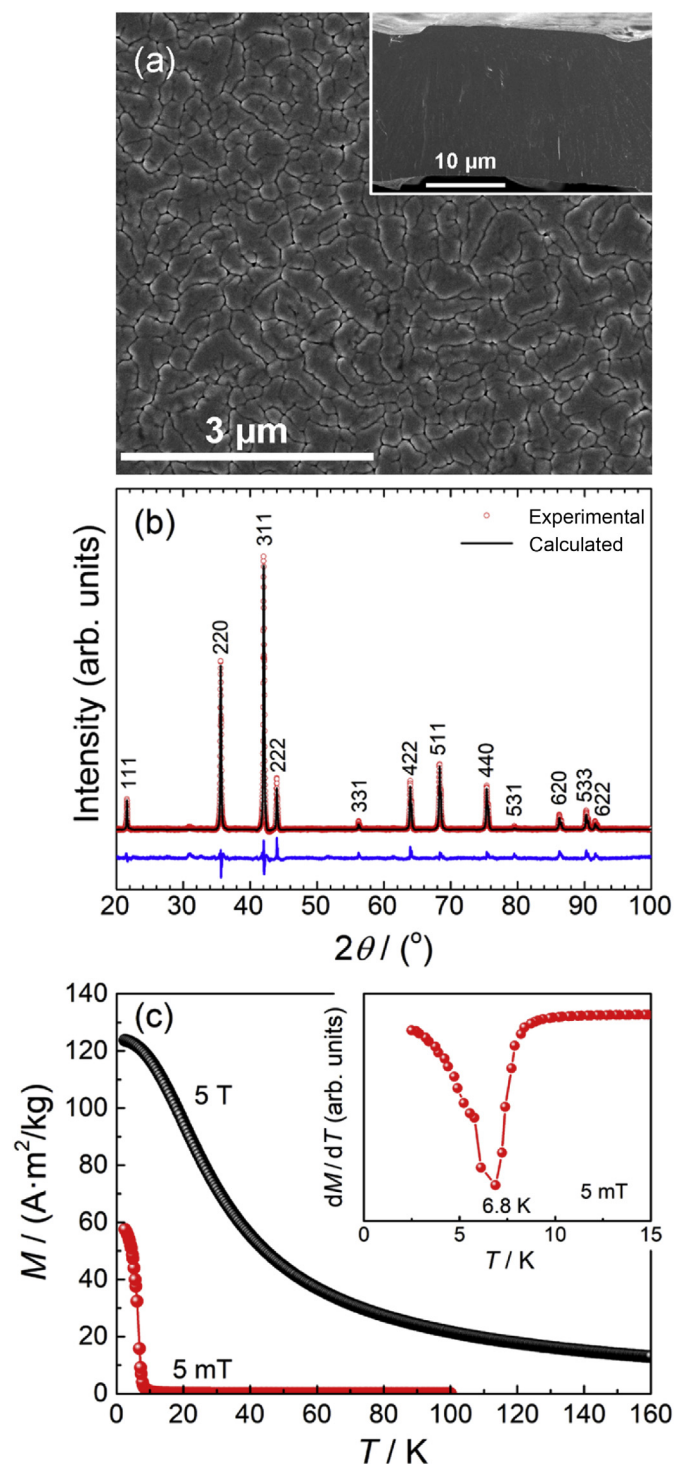 (a)
10 µm
3 µm
(b)
Experimental
Calculated
Intensity (arb. units)
111
220
311
222
331
422
511
440
531
620
533
622
20 30 40 50 60 70 80 90 100
2θ / (°)
(c)
140
120
100
80
60
40
20
0
M / (A·m²/kg)
5 T
5 mT
0 20 40 60 80 100 120 140 160
T / K
dM/dT (arb. units)
6.8 K
5 mT
0 5 10 15
T / K